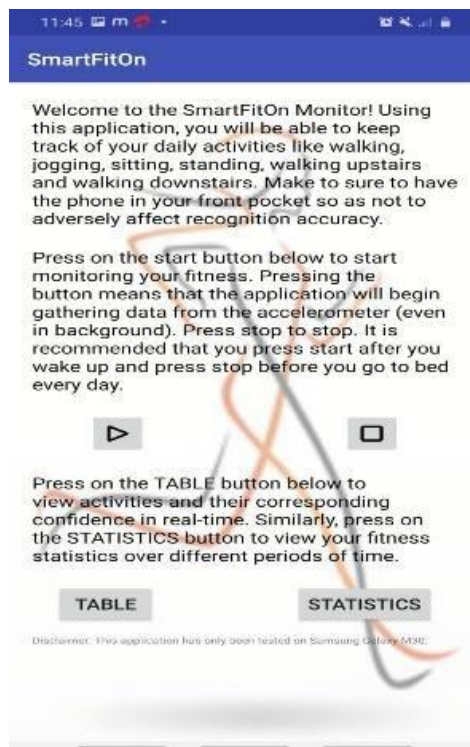 11:45
SmartFitOn
Welcome to the SmartFitOn Monitor! Using
this application, you will be able to keep
track of your daily activities like walking,
jogging, sitting, standing, walking upstairs
and walking downstairs. Make to sure to have
the phone in your front pocket so as not to
adversely affect recognition accuracy.
Press on the start button below to start
monitoring your fitness. Pressing the
button means that the application will begin
gathering data from the accelerometer (even
in background). Press stop to stop. It is
recommended that you press start after you
wake up and press stop before you go to bed
every day.
Press on the TABLE button below to
view activities and their corresponding
confidence in real-time. Similarly, press on
the STATISTICS button to view your fitness
statistics over different periods of time.
TABLE STATISTICS
Disclaimer: This application has only been tested on Samsung Galaxy M30.